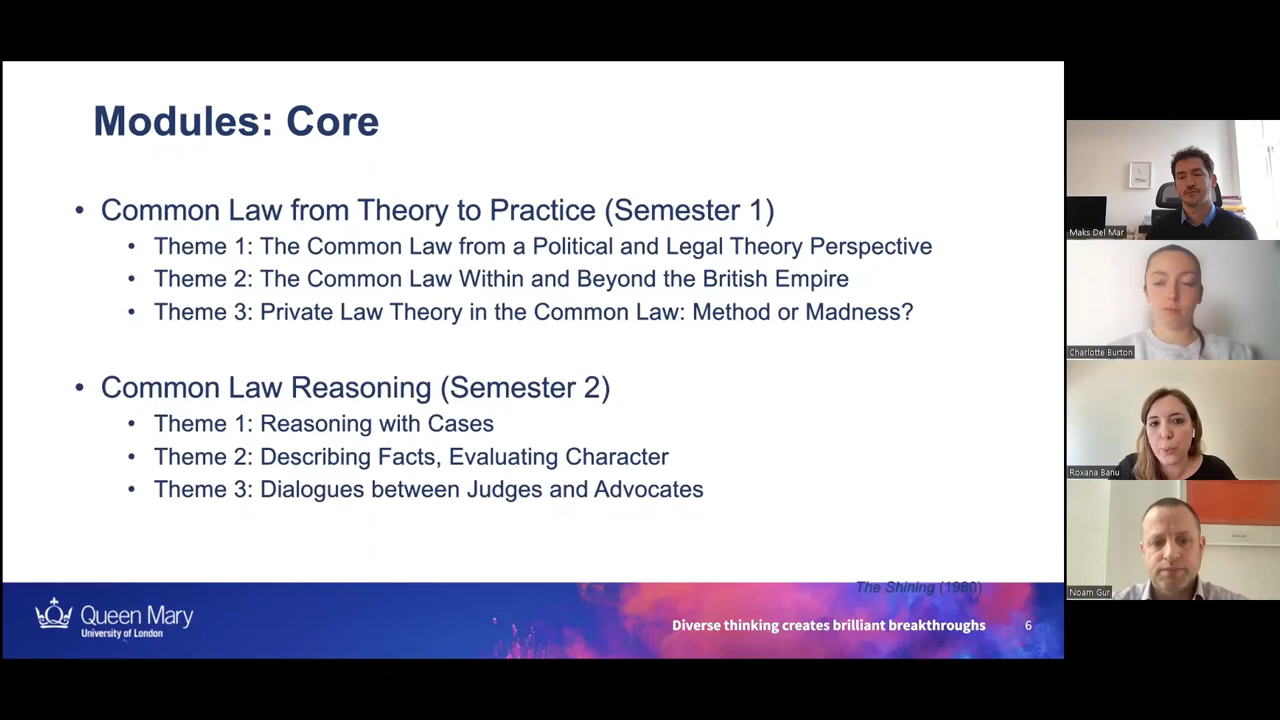 Modules: Core
• Common Law from Theory to Practice (Semester 1)
• Theme 1: The Common Law from a Political and Legal Theory Perspective
• Theme 2: The Common Law Within and Beyond the British Empire
• Theme 3: Private Law Theory in the Common Law: Method or Madness?
• Common Law Reasoning (Semester 2)
• Theme 1: Reasoning with Cases
• Theme 2: Describing Facts, Evaluating Character
• Theme 3: Dialogues between Judges and Advocates
The Shining (1980)
Queen Mary
University of London
Diverse thinking creates brilliant breakthroughs
6
Maks Del Mar
Charlotte Burton
Roxana Banu
Noam Gur